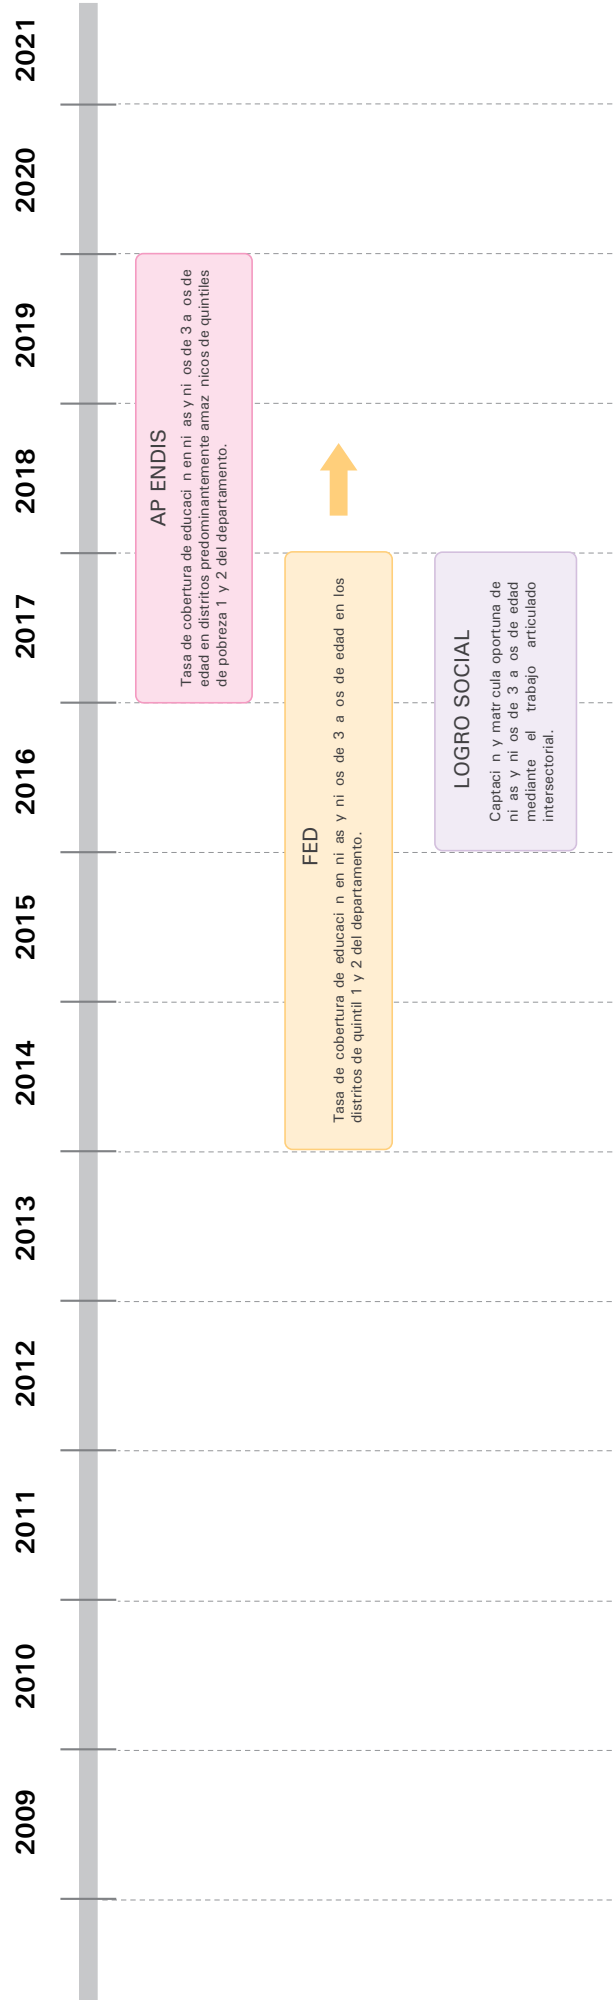 2009
2010
2011
2012
2013
2014
2015
2016
2017
2018
2019
2020
2021
AP ENDIS
Tasa de cobertura de educaci n en ni as y ni os de 3 a os de
edad en distritos predominantemente amaz nicos de quintiles
de pobreza 1 y 2 del departamento.
FED
Tasa de cobertura de educaci n en ni as y ni os de 3 a os de edad en los
distritos de quintil 1 y 2 del departamento.
LOGRO SOCIAL
Captaci n y matr cula oportuna de
ni as y ni os de 3 a os de edad
mediante el trabajo articulado
intersectorial.